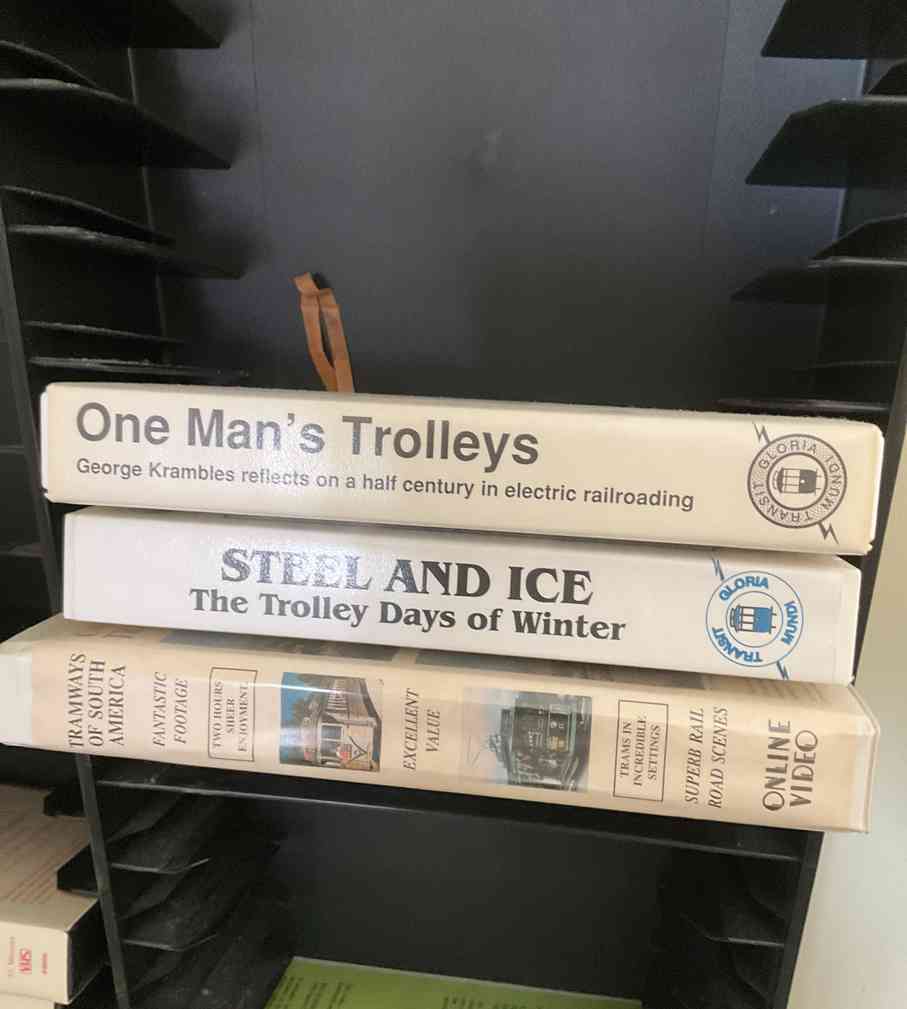 One Man's Trolleys
George Krambles reflects on a half century in electric railroading
GLORIA MUNDI TRANSIT
STEEL AND ICE
The Trolley Days of Winter
GLORIA MUNDI TRANSIT
TRAMWAYS
OF SOUTH
AMERICA
FANTASTIC
FOOTAGE
TWO HOURS
SHEER
ENJOYMENT
EXCELLENT
VALUE
TRAMS IN
INCREDIBLE
SETTINGS
SUPERB RAIL
ROAD SCENES
ONLINE
VIDEO